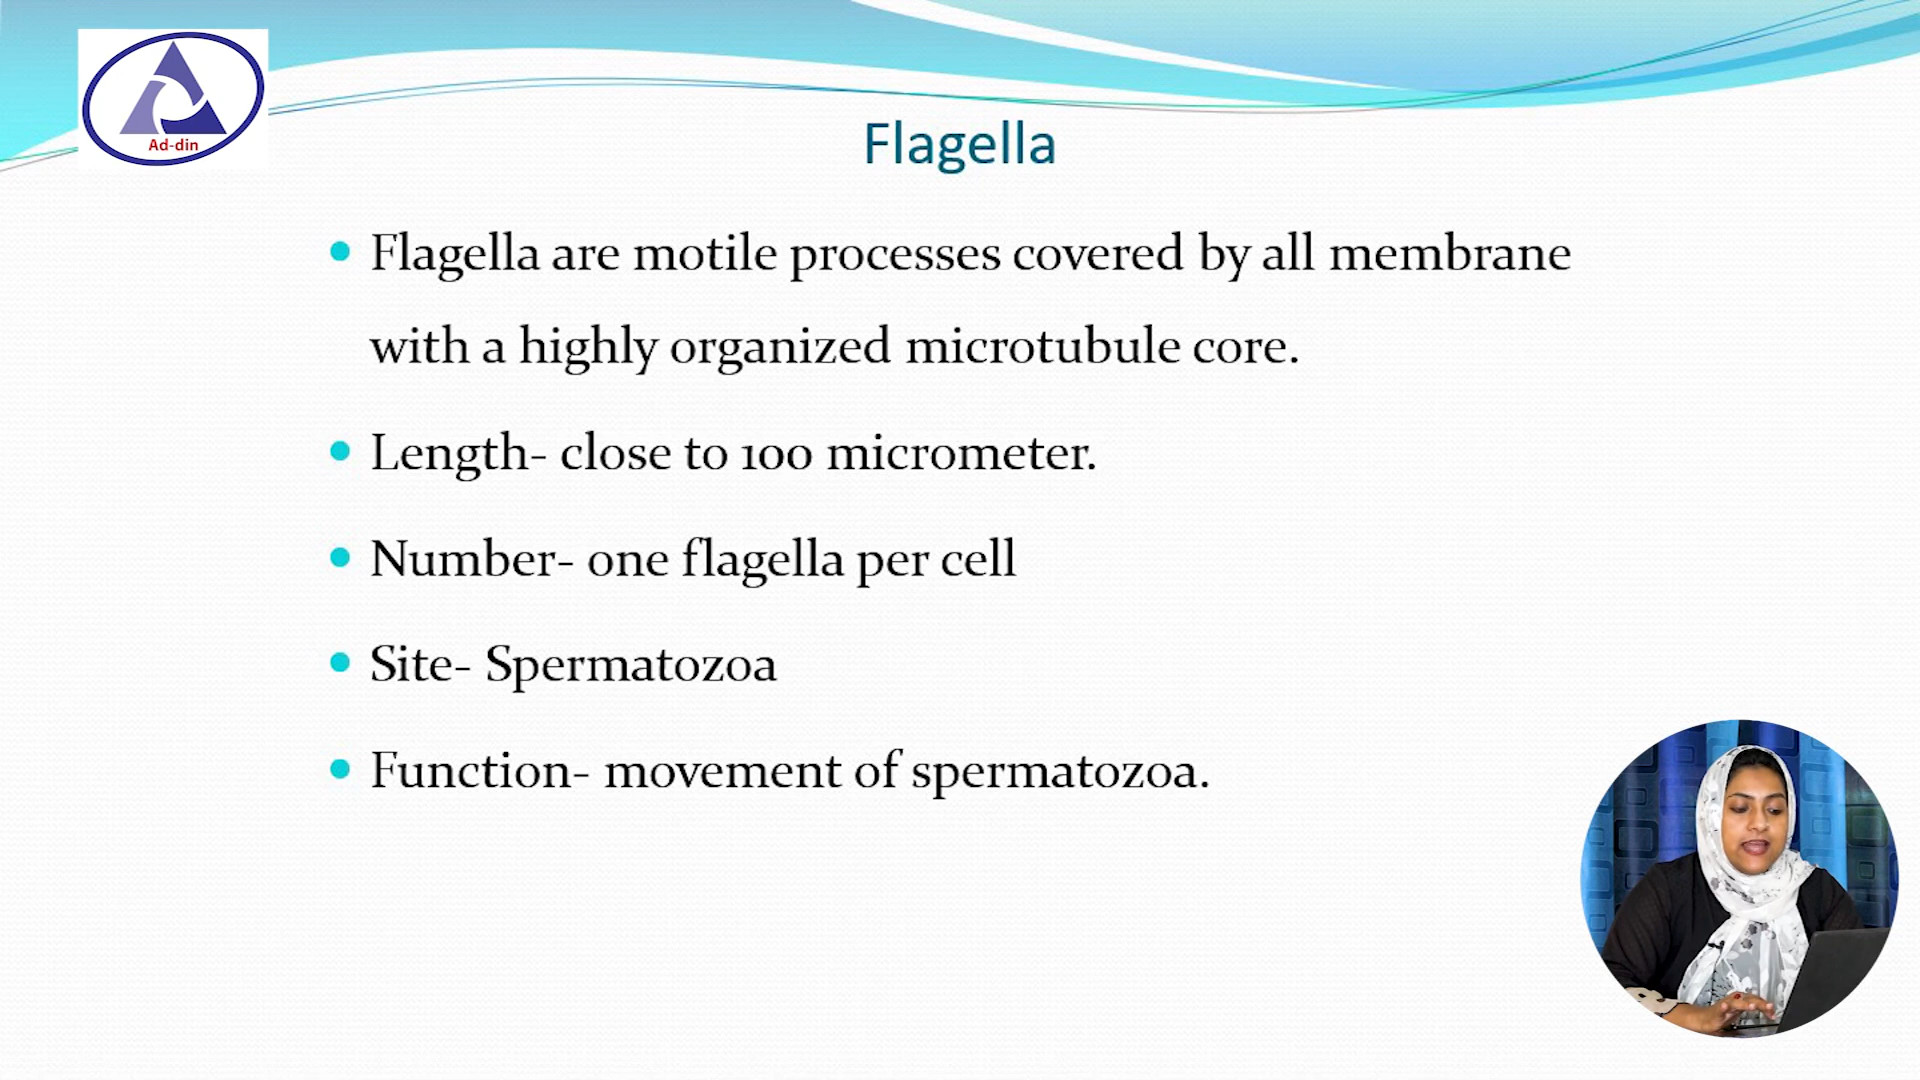 Ad-din
Flagella
Flagella are motile processes covered by all membrane
with a highly organized microtubule core.
Length- close to 100 micrometer.
Number- one flagella per cell
Site- Spermatozoa
Function- movement of spermatozoa.